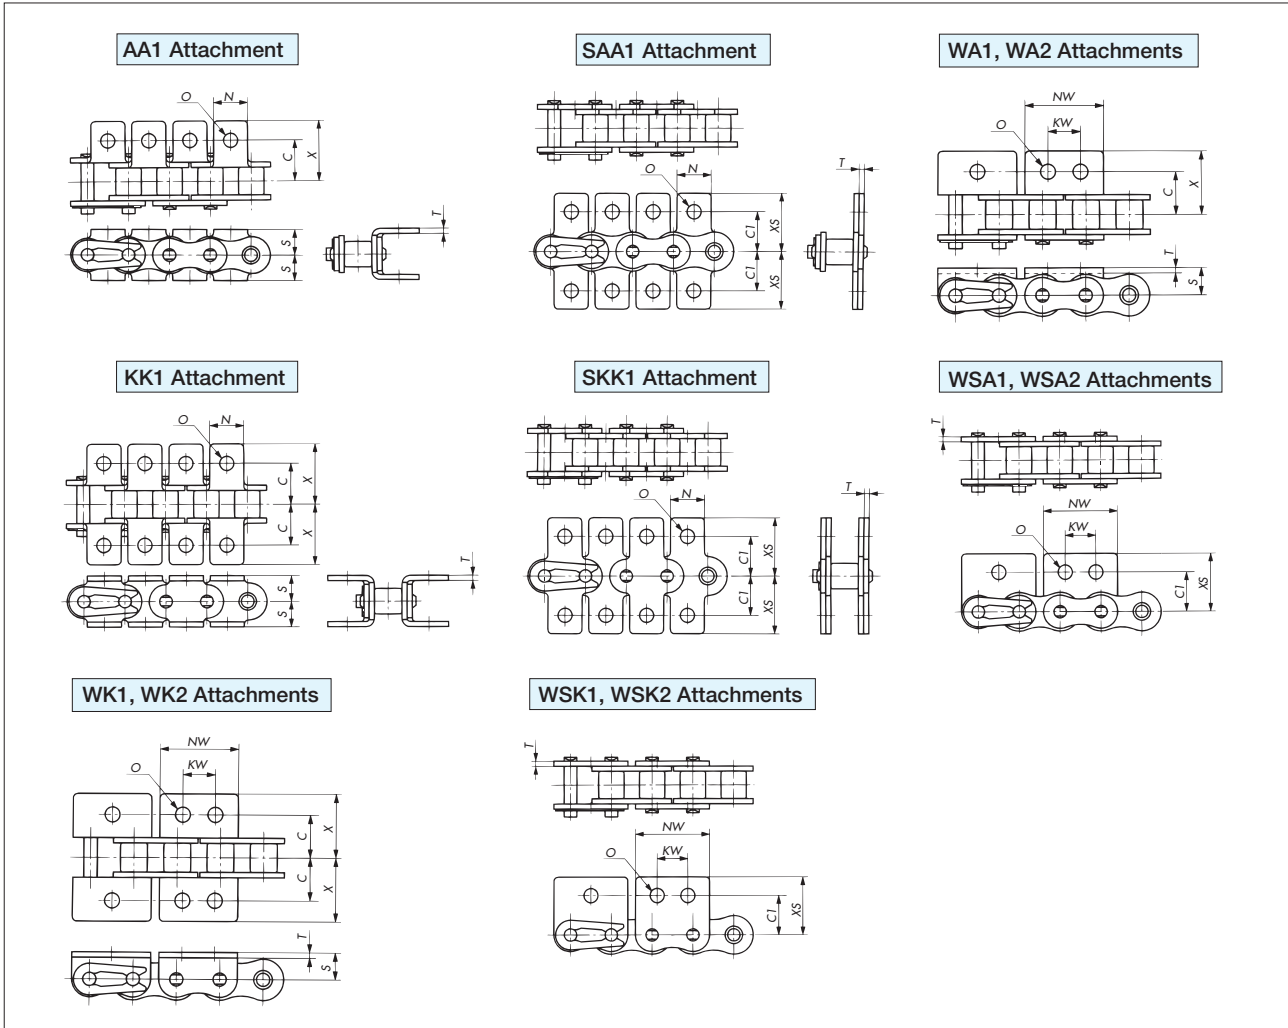 AA1 Attachment
O
N
C
X
S
S
T
SAA1 Attachment
O
N
C1
C1
XS
XS
T
WA1, WA2 Attachments
NW
KW
O
C
X
T
S
KK1 Attachment
O
N
C
C
X
X
S
S
T
SKK1 Attachment
O
N
C1
C1
XS
XS
T
WSA1, WSA2 Attachments
T
NW
KW
O
C1
XS
WK1, WK2 Attachments
NW
KW
O
C
C
X
X
T
S
WSK1, WSK2 Attachments
T
NW
KW
O
C1
XS